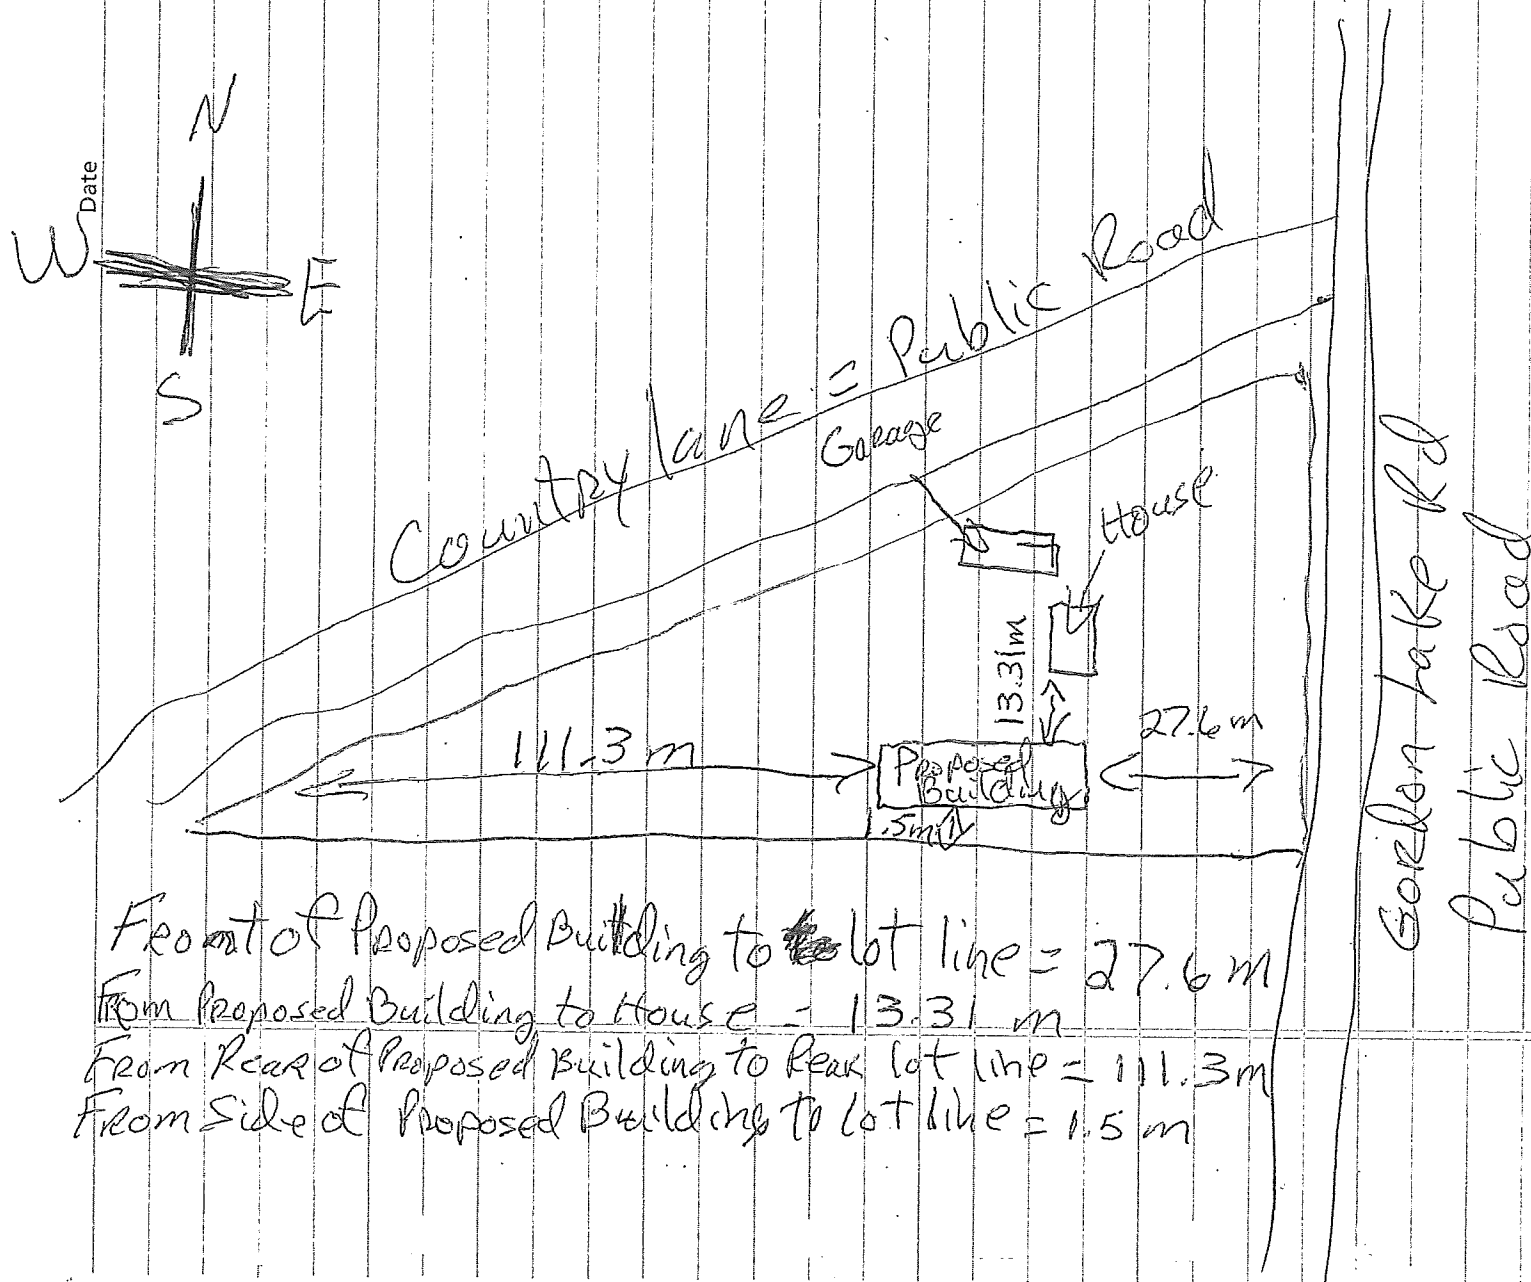 N
Date
W
E
S
Country lane = Public Road
Garage
House
13.31m
27.6 m
111.3 m
Proposed
Building
.5m
Gordon Lake Rd
Public Road
Front of Proposed Building to lot line = 27.6 m
From Proposed Building to House = 13.31 m
From Rear of Proposed Building to Rear lot line = 111.3m
From Side of Proposed Building to lot line = 1.5 m